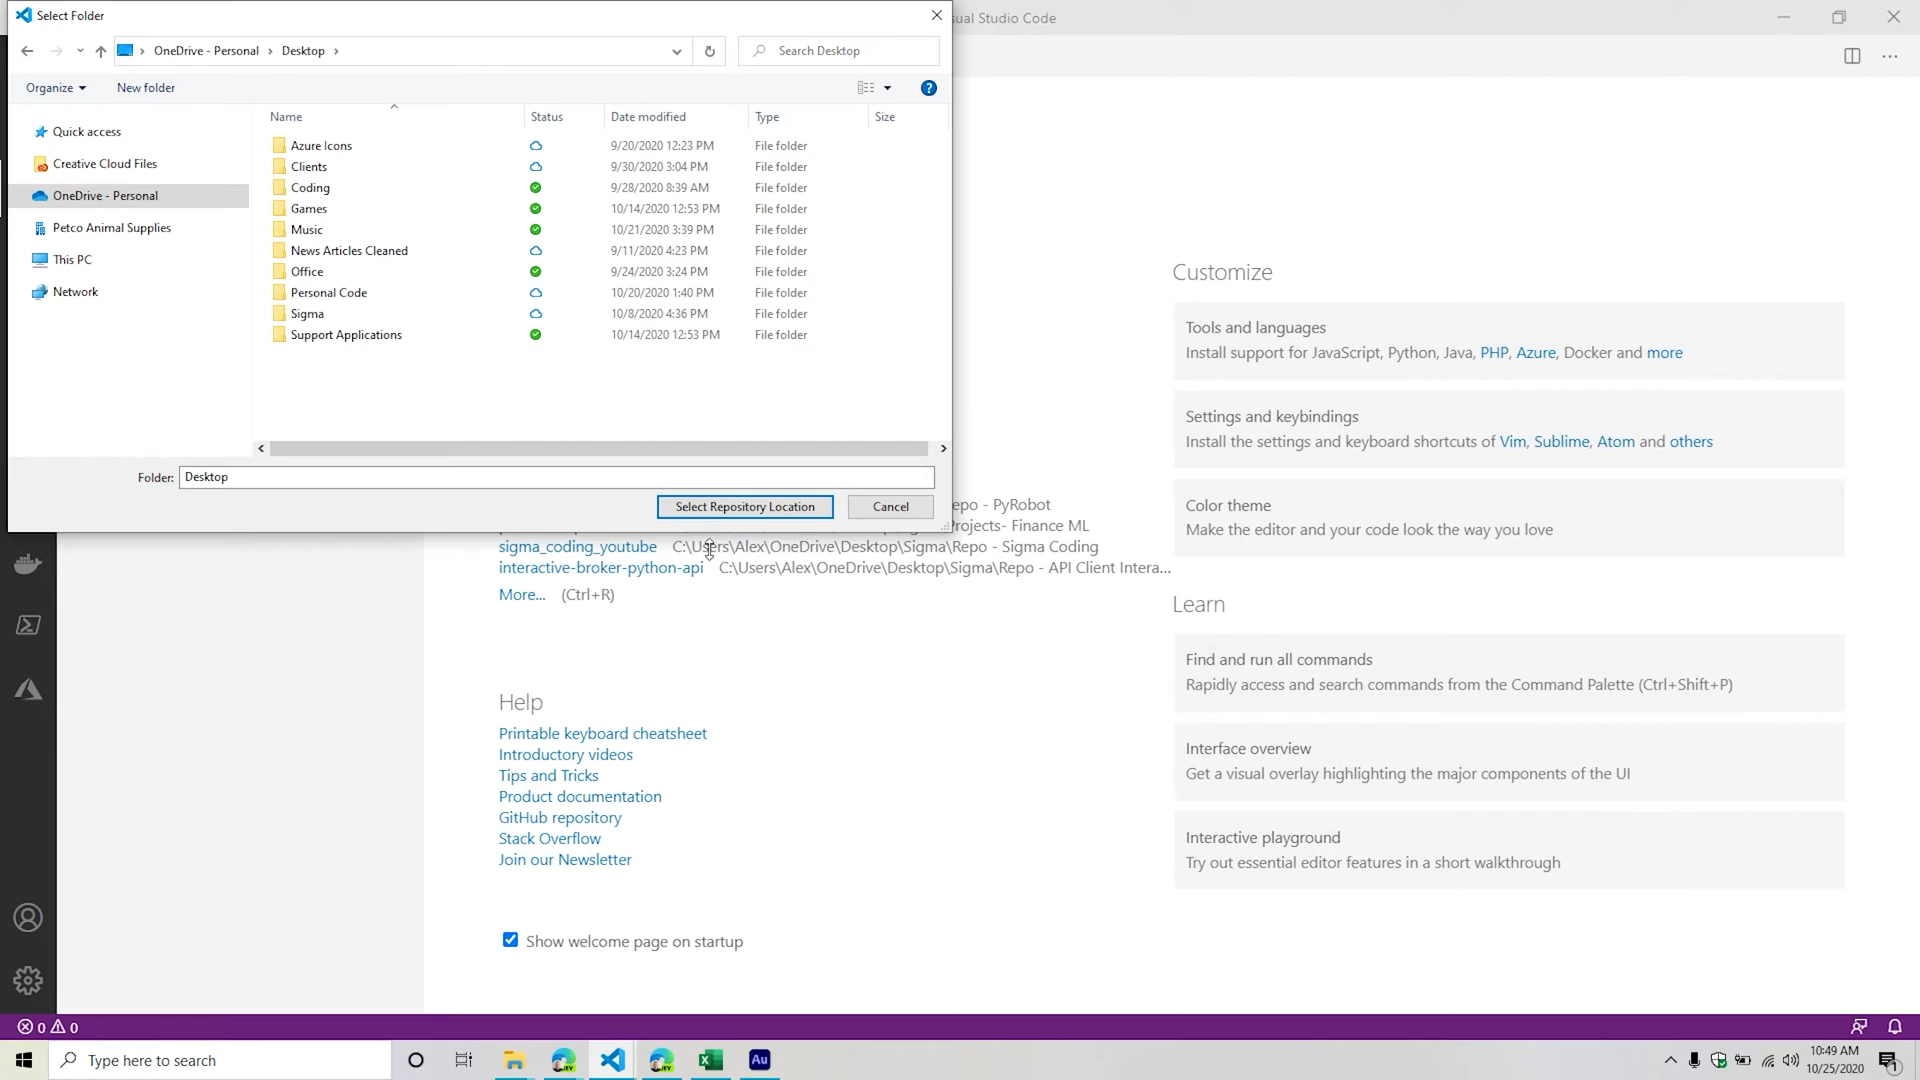 Select Folder
Visual Studio Code
OneDrive - Personal
Desktop
Search Desktop
Organize
New folder
Name
Status
Date modified
Type
Size
Quick access
Creative Cloud Files
OneDrive - Personal
Petco Animal Supplies
This PC
Network
Azure Icons 9/20/2020 12:23 PM File folder
Clients 9/30/2020 3:04 PM File folder
Coding 9/28/2020 8:39 AM File folder
Games 10/14/2020 12:53 PM File folder
Music 10/21/2020 3:39 PM File folder
News Articles Cleaned 9/11/2020 4:23 PM File folder
Office 9/24/2020 3:24 PM File folder
Personal Code 10/20/2020 1:40 PM File folder
Sigma 10/8/2020 4:36 PM File folder
Support Applications 10/14/2020 12:53 PM File folder
Folder: Desktop
Select Repository Location
Cancel
epo - PyRobot
Projects- Finance ML
sigma_coding_youtube C:\Users\Alex\OneDrive\Desktop\Sigma\Repo - Sigma Coding
interactive-broker-python-api C:\Users\Alex\OneDrive\Desktop\Sigma\Repo - API Client Intera...
More... (Ctrl+R)
Help
Printable keyboard cheatsheet
Introductory videos
Tips and Tricks
Product documentation
GitHub repository
Stack Overflow
Join our Newsletter
Show welcome page on startup
Customize
Tools and languages
Install support for JavaScript, Python, Java, PHP, Azure, Docker and more
Settings and keybindings
Install the settings and keyboard shortcuts of Vim, Sublime, Atom and others
Color theme
Make the editor and your code look the way you love
Learn
Find and run all commands
Rapidly access and search commands from the Command Palette (Ctrl+Shift+P)
Interface overview
Get a visual overlay highlighting the major components of the UI
Interactive playground
Try out essential editor features in a short walkthrough
0 0
Type here to search
Au
10:49 AM
10/25/2020